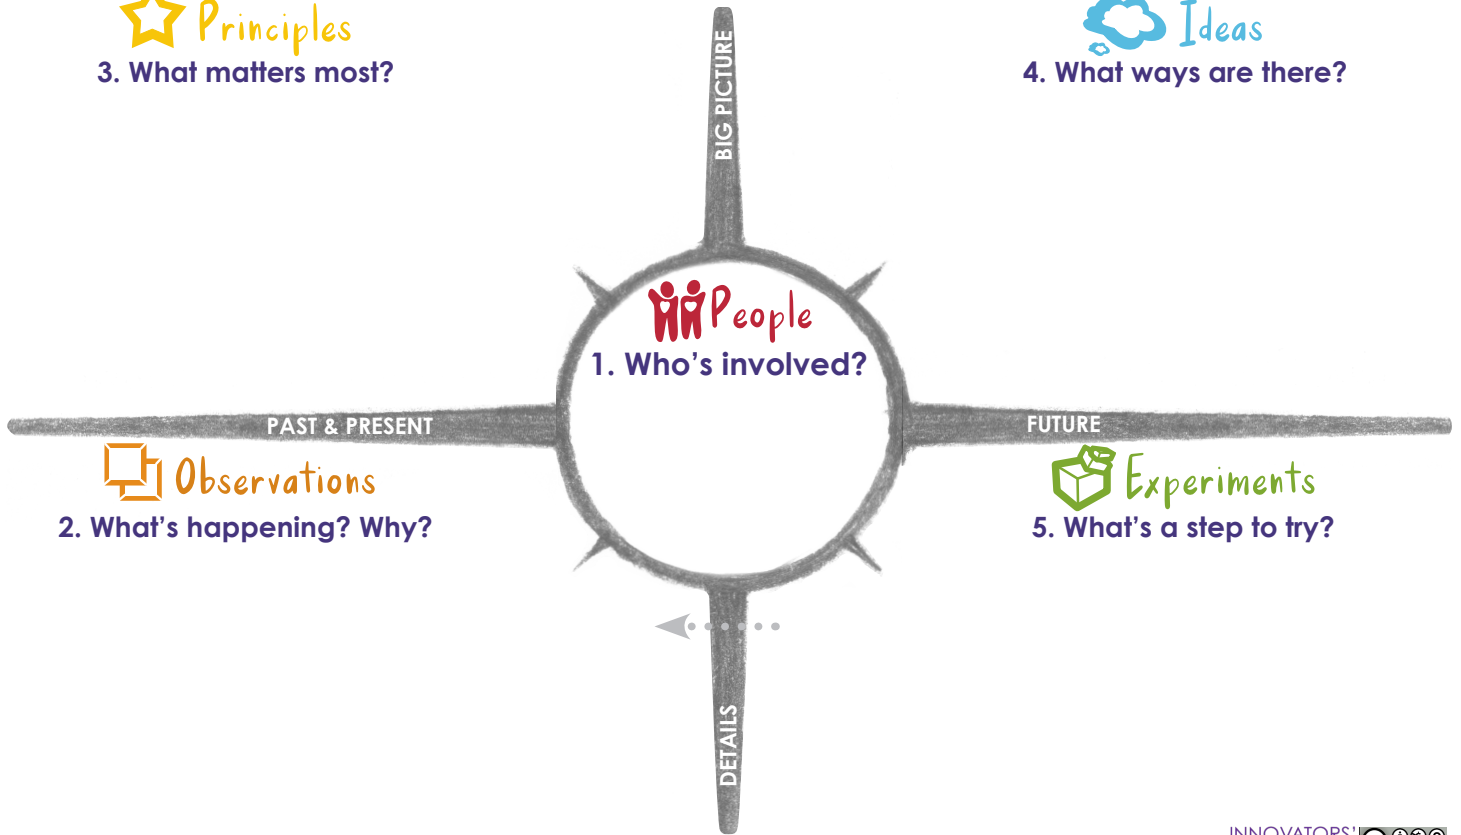 Principles
3. What matters most?
Ideas
4. What ways are there?
BIG PICTURE
People
1. Who's involved?
PAST & PRESENT
FUTURE
Observations
2. What's happening? Why?
Experiments
5. What's a step to try?
DETAILS
INNOVATORS'